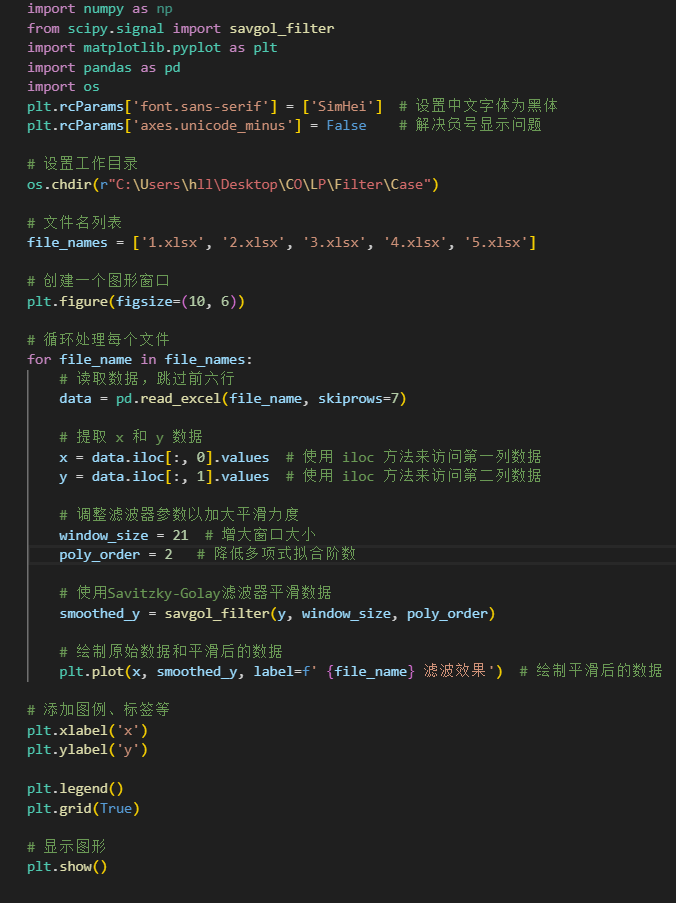 import numpy as np
from scipy.signal import savgol_filter
import matplotlib.pyplot as plt
import pandas as pd
import os
plt.rcParams['font.sans-serif'] = ['SimHei']  # 设置中文字体为黑体
plt.rcParams['axes.unicode_minus'] = False    # 解决负号显示问题
# 设置工作目录
os.chdir(r"C:\Users\hll\Desktop\CO\LP\Filter\Case")
# 文件名列表
file_names = ['1.xlsx', '2.xlsx', '3.xlsx', '4.xlsx', '5.xlsx']
# 创建一个图形窗口
plt.figure(figsize=(10, 6))
# 循环处理每个文件
for file_name in file_names:
    # 读取数据，跳过前六行
    data = pd.read_excel(file_name, skiprows=7)
    # 提取 x 和 y 数据
    x = data.iloc[:, 0].values  # 使用 iloc 方法来访问第一列数据
    y = data.iloc[:, 1].values  # 使用 iloc 方法来访问第二列数据
    # 调整滤波器参数以加大平滑力度
    window_size = 21  # 增大窗口大小
    poly_order = 2   # 降低多项式拟合阶数
    # 使用Savitzky-Golay滤波器平滑数据
    smoothed_y = savgol_filter(y, window_size, poly_order)
    # 绘制原始数据和平滑后的数据
    plt.plot(x, smoothed_y, label=f' {file_name} 滤波效果')  # 绘制平滑后的数据
# 添加图例、标签等
plt.xlabel('x')
plt.ylabel('y')
plt.legend()
plt.grid(True)
# 显示图形
plt.show()